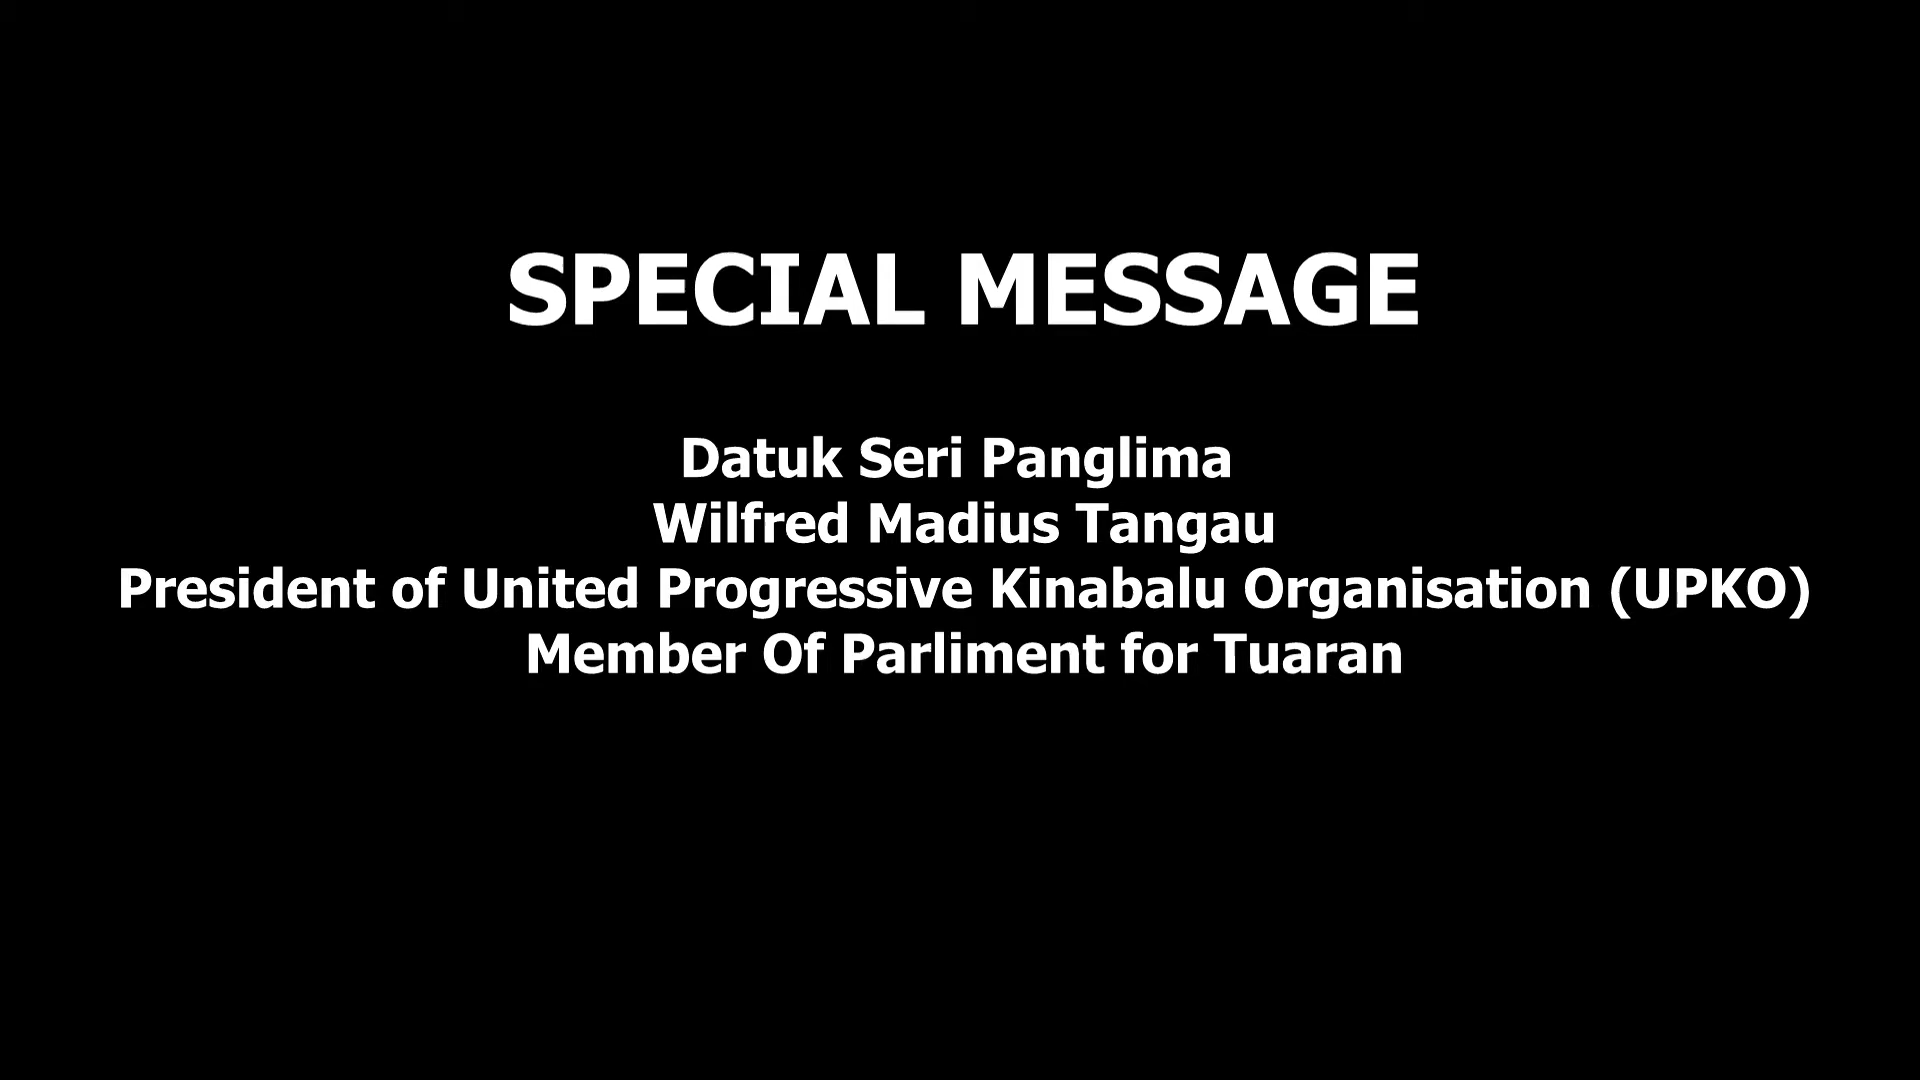 SPECIAL MESSAGE
Datuk Seri Panglima
Wilfred Madius Tangau
President of United Progressive Kinabalu Organisation (UPKO)
Member Of Parliment for Tuaran